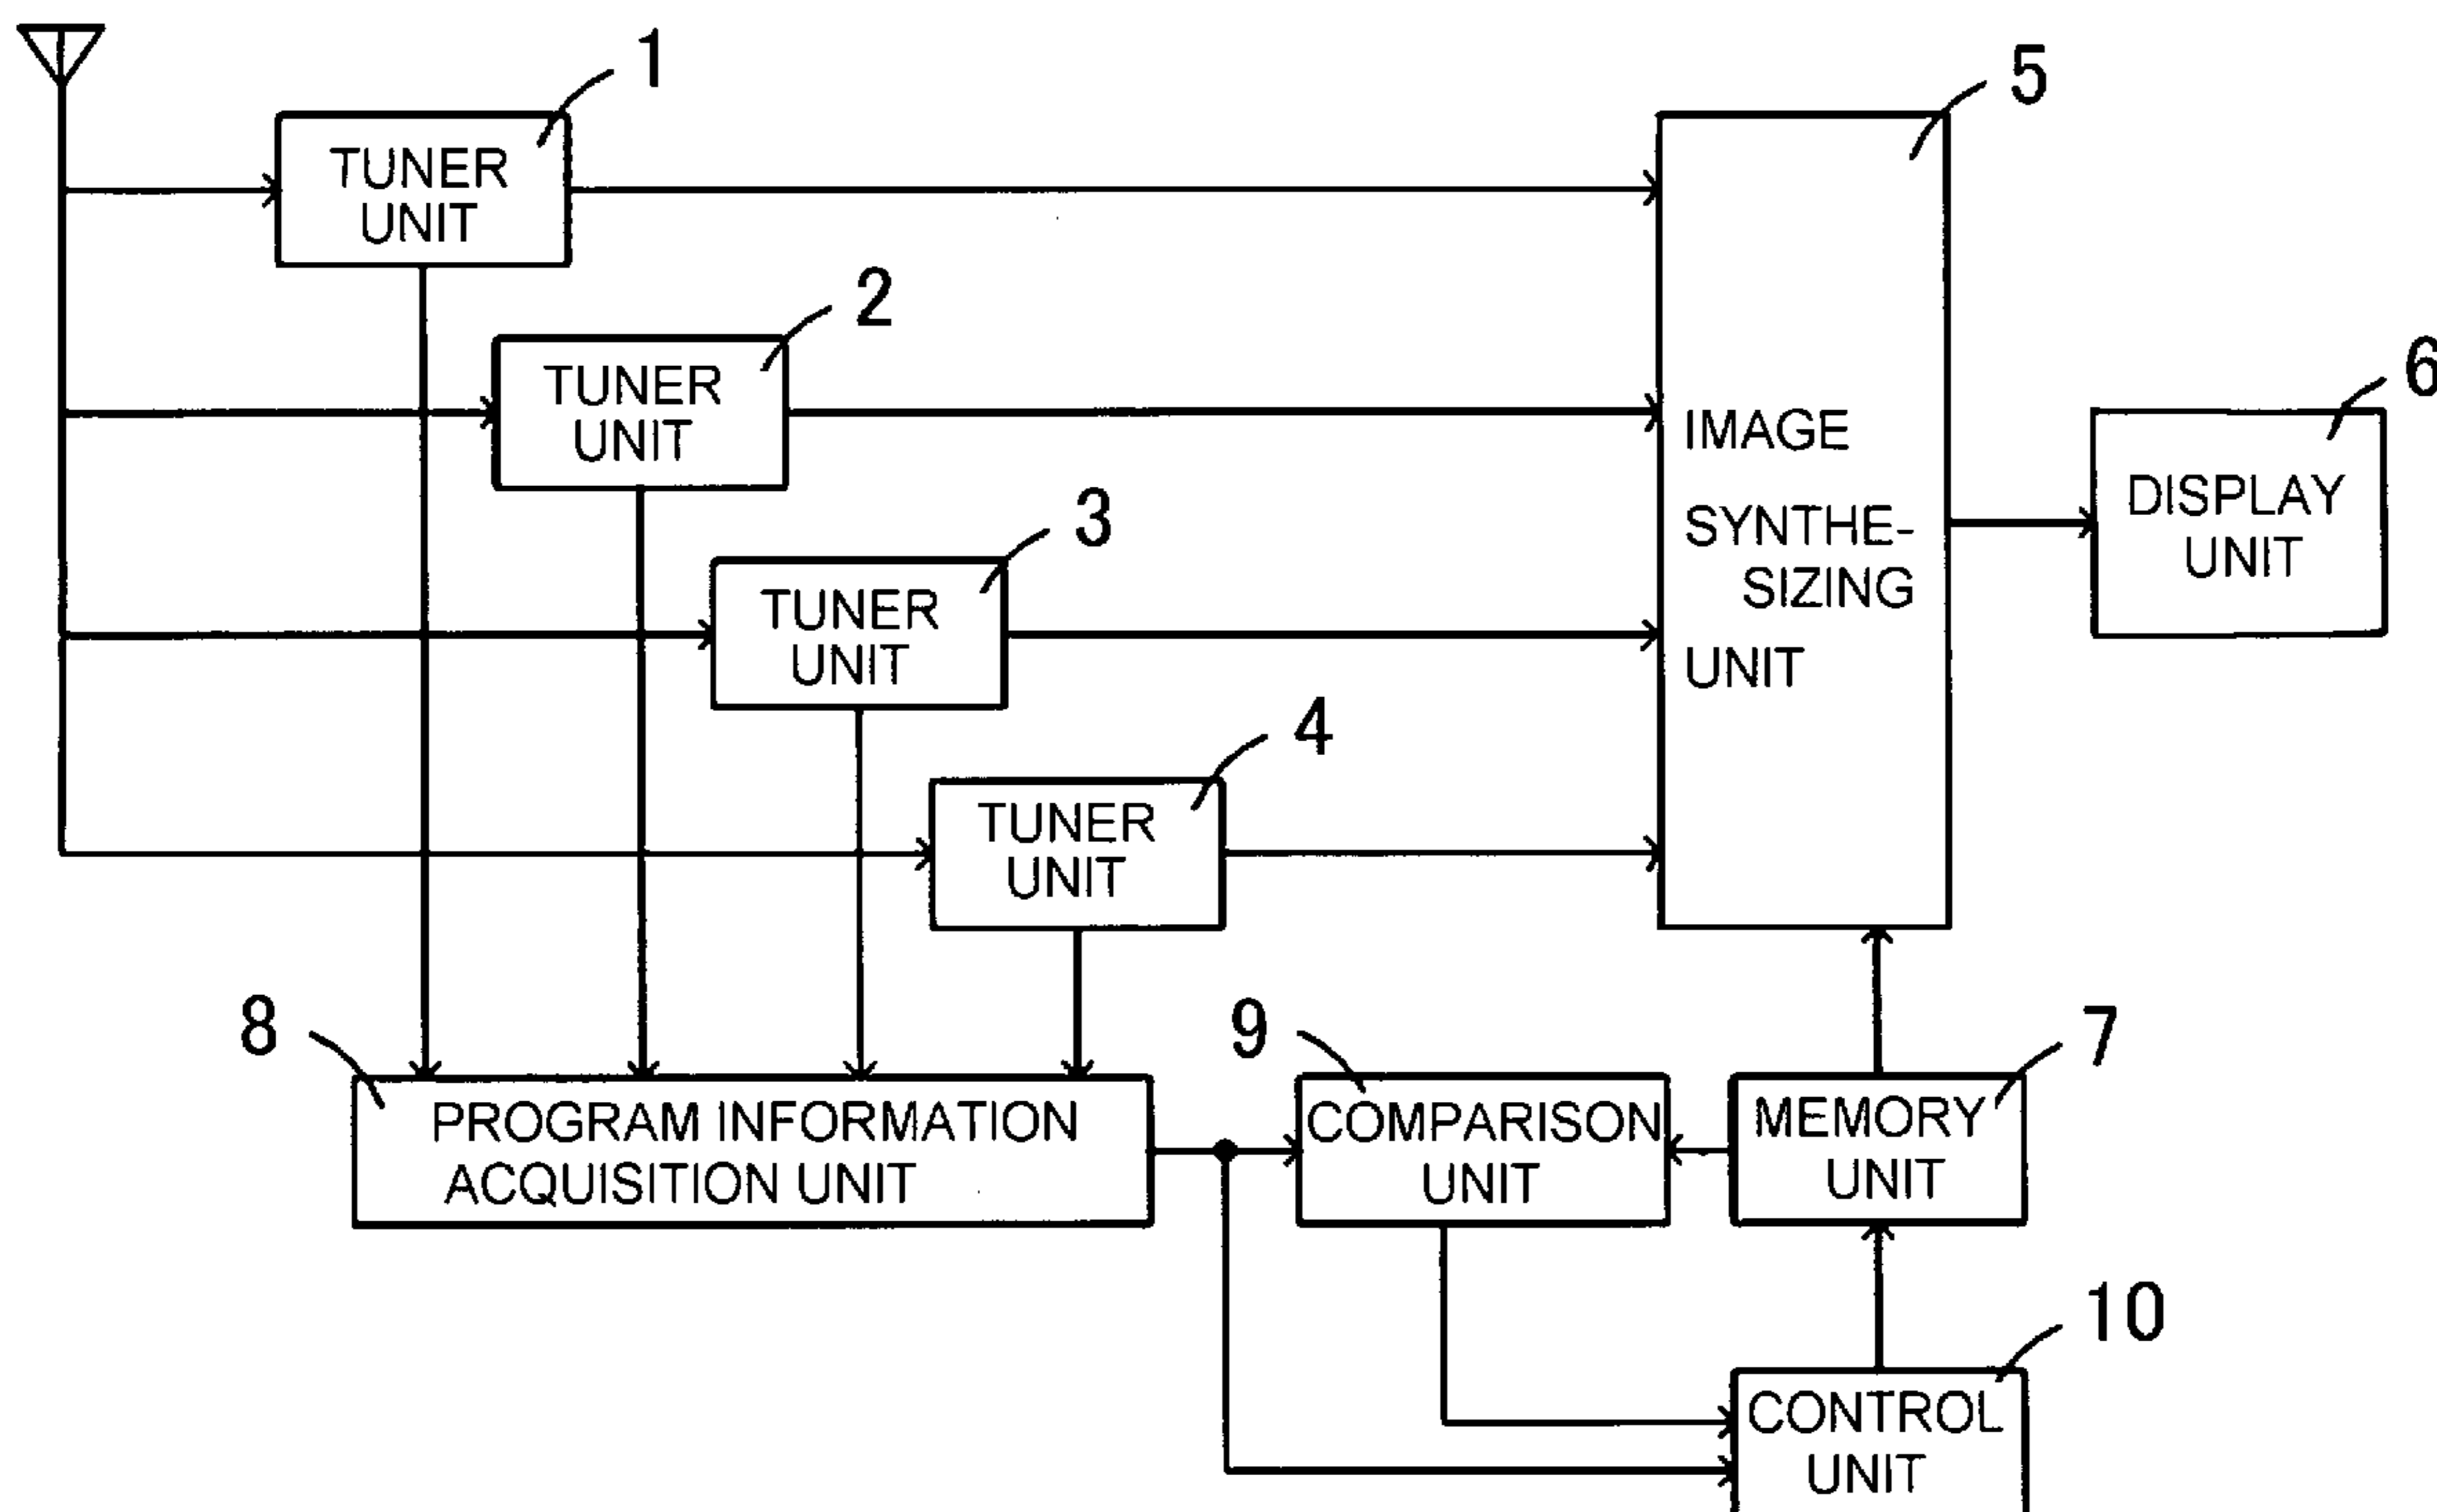 1
TUNER
UNIT
2
TUNER
UNIT
3
TUNER
UNIT
4
TUNER
UNIT
5
IMAGE
SYNTHE-
SIZING
UNIT
6
DISPLAY
UNIT
8
PROGRAM INFORMATION
ACQUISITION UNIT
9
COMPARISON
UNIT
7
MEMORY
UNIT
10
CONTROL
UNIT